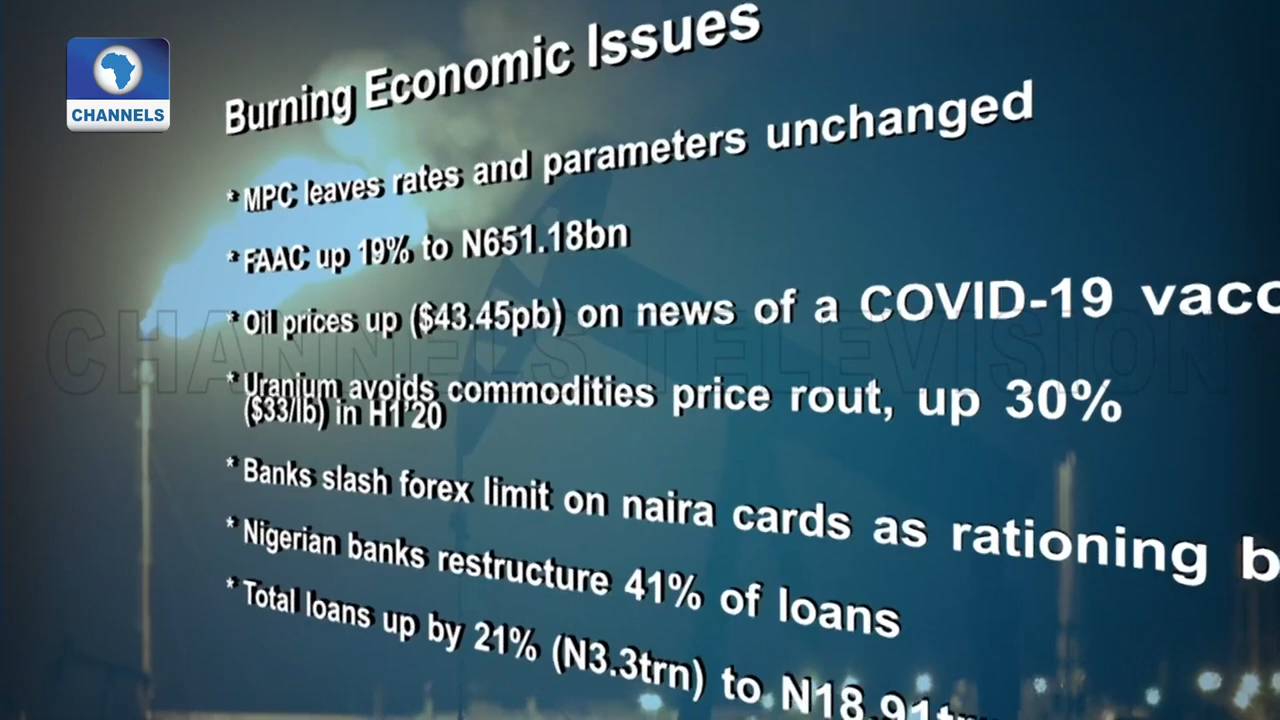 CHANNELS
Burning Economic Issues
* MPC leaves rates and parameters unchanged
* FAAC up 19% to N651.18bn
* Oil prices up ($43.45pb) on news of a COVID-19
CHANNELS TELEVISION
* Uranium avoids commodities price rout, up 30%
($33/lb) in H1'20
* Banks slash forex limit on naira cards as rationing
* Nigerian banks restructure 41% of loans
* Total loans up by 21% (N3.3trn) to